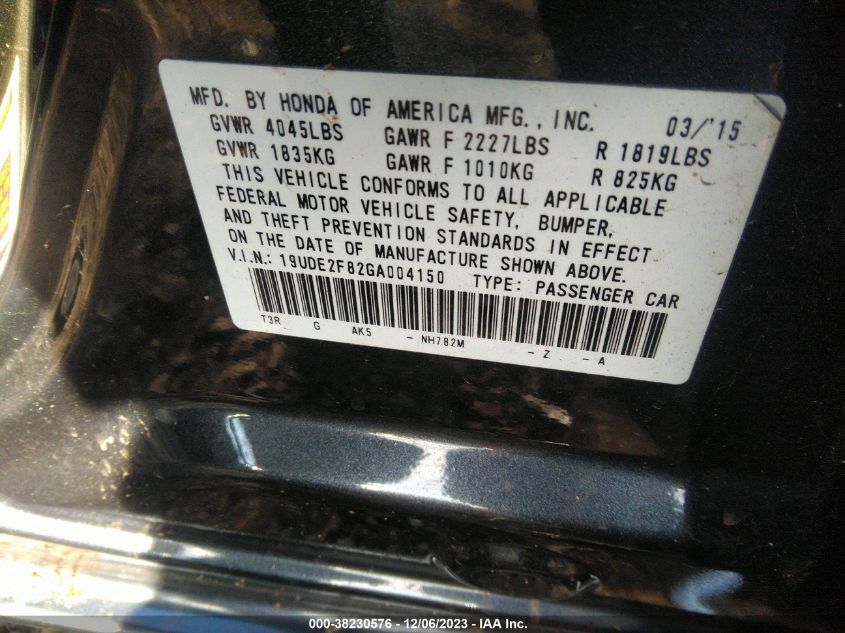 MFD. BY HONDA OF AMERICA MFG., INC. 03/'15
GVWR 4045LBS GAWR F 2227LBS R 1819LBS
GVWR 1835KG GAWR F 1010KG R 825KG
THIS VEHICLE CONFORMS TO ALL APPLICABLE
FEDERAL MOTOR VEHICLE SAFETY, BUMPER,
AND THEFT PREVENTION STANDARDS IN EFFECT
ON THE DATE OF MANUFACTURE SHOWN ABOVE.
V.I.N.: 19UDE2F82GA004150 TYPE: PASSENGER CAR
T3R G AK5 - NH782M - Z - A
000-38230576 - 12/06/2023 - IAAI.COM